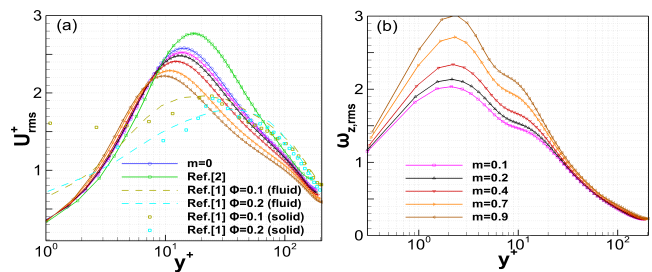 (a)
U+rms
3
2
1
m=0
Ref.[2]
Ref.[1] Φ=0.1 (fluid)
Ref.[1] Φ=0.2 (fluid)
Ref.[1] Φ=0.1 (solid)
Ref.[1] Φ=0.2 (solid)
10^0 10^1 10^2
y+
(b)
ω_z,rms
3
2
1
0
m=0.1
m=0.2
m=0.4
m=0.7
m=0.9
10^0 10^1 10^2
y+